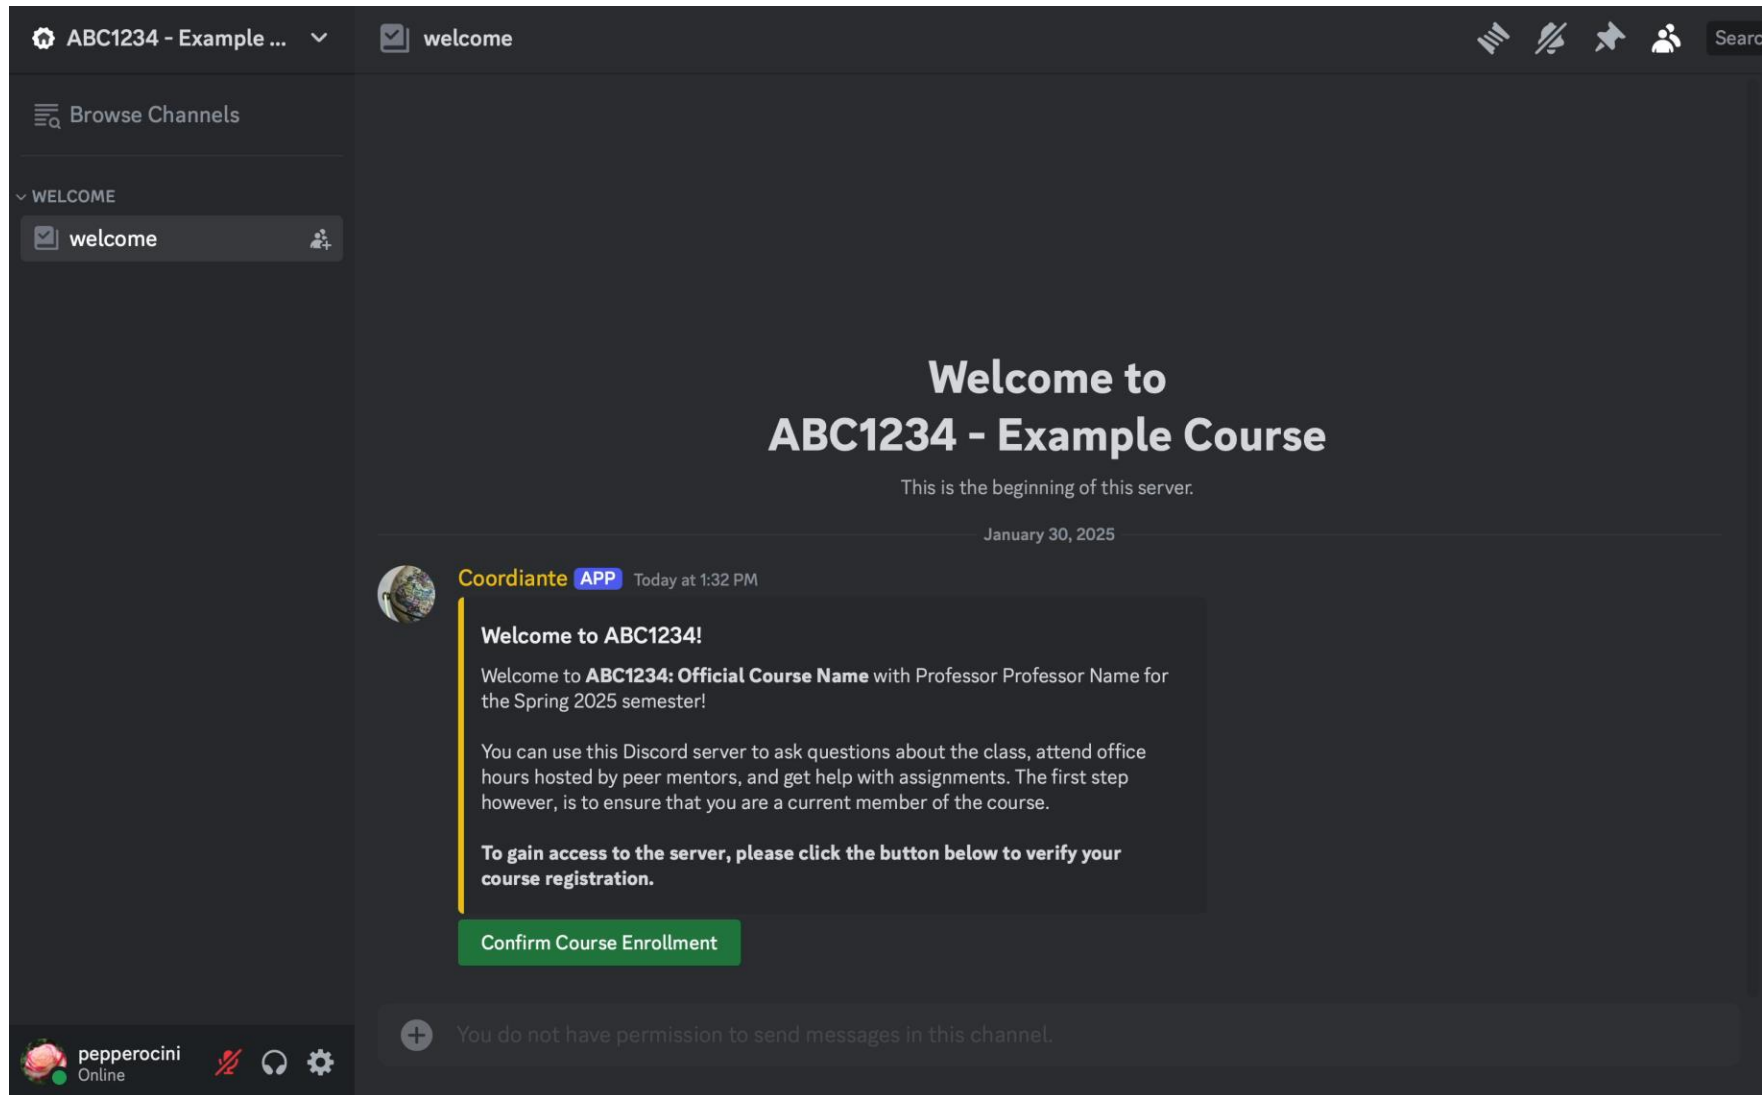 ABC1234 - Example ...
welcome
Searc
Browse Channels
WELCOME
welcome
Welcome to
ABC1234 - Example Course
This is the beginning of this server.
January 30, 2025
Coordiante APP Today at 1:32 PM
Welcome to ABC1234!
Welcome to ABC1234: Official Course Name with Professor Professor Name for
the Spring 2025 semester!
You can use this Discord server to ask questions about the class, attend office
hours hosted by peer mentors, and get help with assignments. The first step
however, is to ensure that you are a current member of the course.
To gain access to the server, please click the button below to verify your
course registration.
Confirm Course Enrollment
You do not have permission to send messages in this channel.
pepperocini
Online